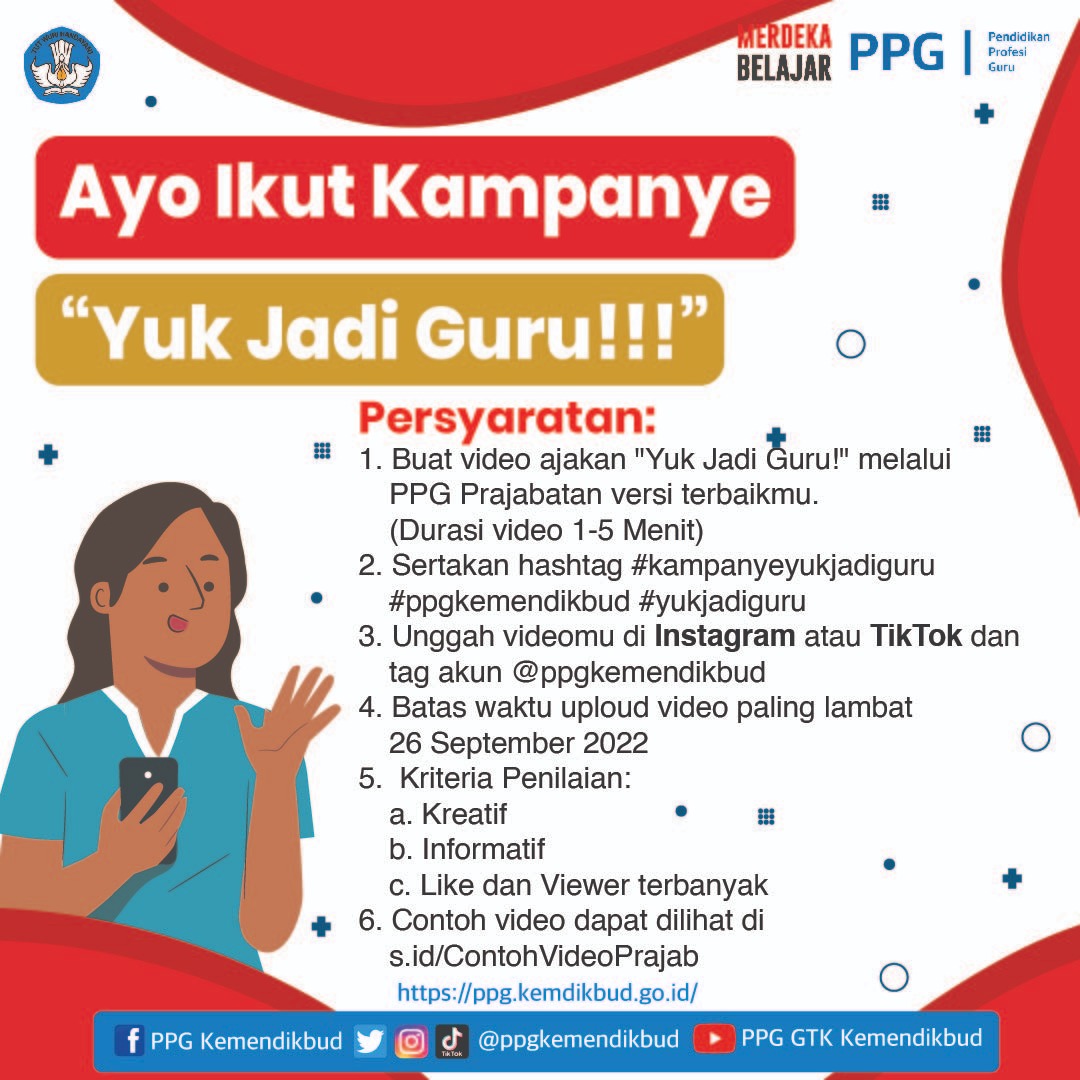 TUT WURI HANDAYANI
MERDEKA
BELAJAR
PPG
Pendidikan
Profesi
Guru
Ayo Ikut Kampanye
“Yuk Jadi Guru!!!”
Persyaratan:
1. Buat video ajakan "Yuk Jadi Guru!" melalui
PPG Prajabatan versi terbaikmu.
(Durasi video 1-5 Menit)
2. Sertakan hashtag #kampanyeyukjadiguru
#ppgkemendikbud #yukjadiguru
3. Unggah videomu di Instagram atau TikTok dan
tag akun @ppgkemendikbud
4. Batas waktu uploud video paling lambat
26 September 2022
5. Kriteria Penilaian:
a. Kreatif
b. Informatif
c. Like dan Viewer terbanyak
6. Contoh video dapat dilihat di
s.id/ContohVideoPrajab
https://ppg.kemdikbud.go.id/
PPG Kemendikbud TikTok @ppgkemendikbud PPG GTK Kemendikbud